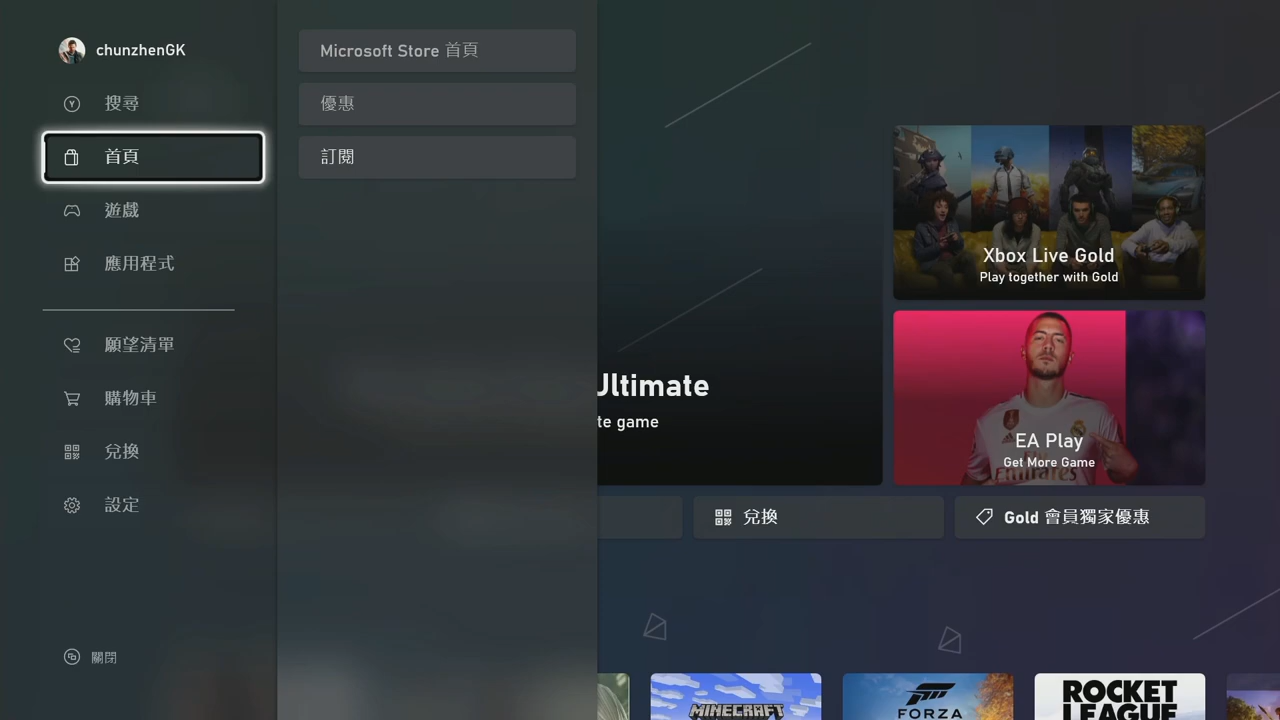 chunzhenGK
搜尋
首頁
遊戲
應用程式
願望清單
購物車
兌換
設定
關閉
Microsoft Store 首頁
優惠
訂閱
Ultimate
te game
Xbox Live Gold
Play together with Gold
EA Play
Get More Game
兌換
Gold 會員獨家優惠
MINECRAFT
FORZA
ROCKET
LEAGUE